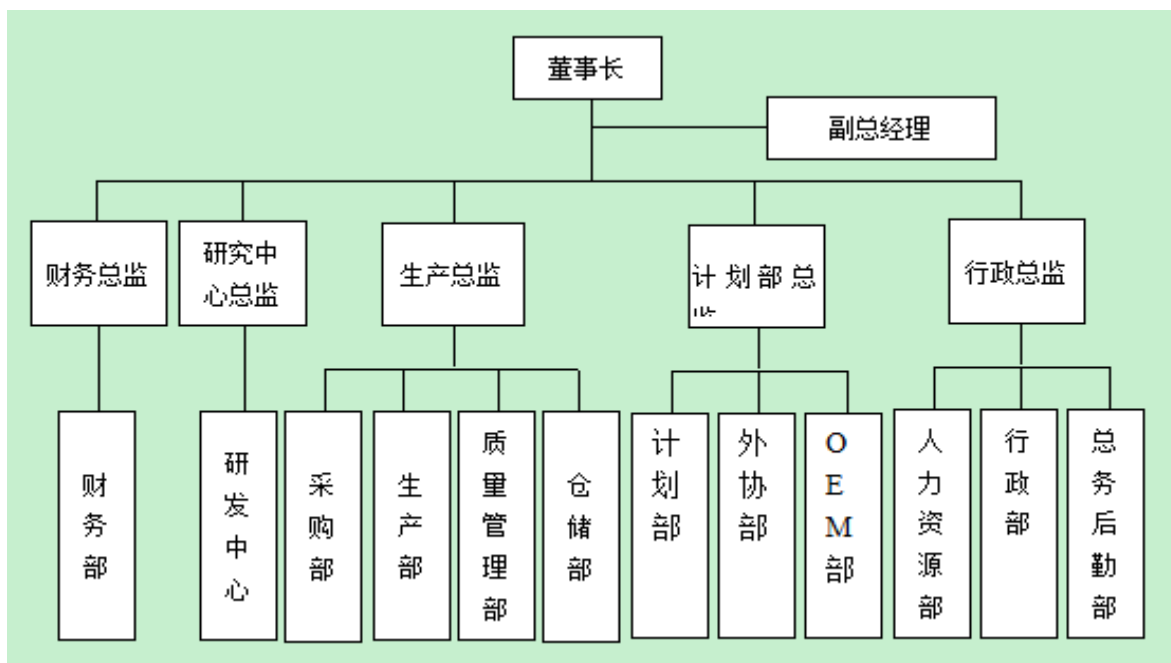 董事长
副总经理
财务总监
研究中
心总监
生产总监
计划部总
行政总监
财务部
研发中心
采购部
生产部
质量管理部
仓储部
计划部
外协部
OEM部
人力资源部
行政部
总务后勤部